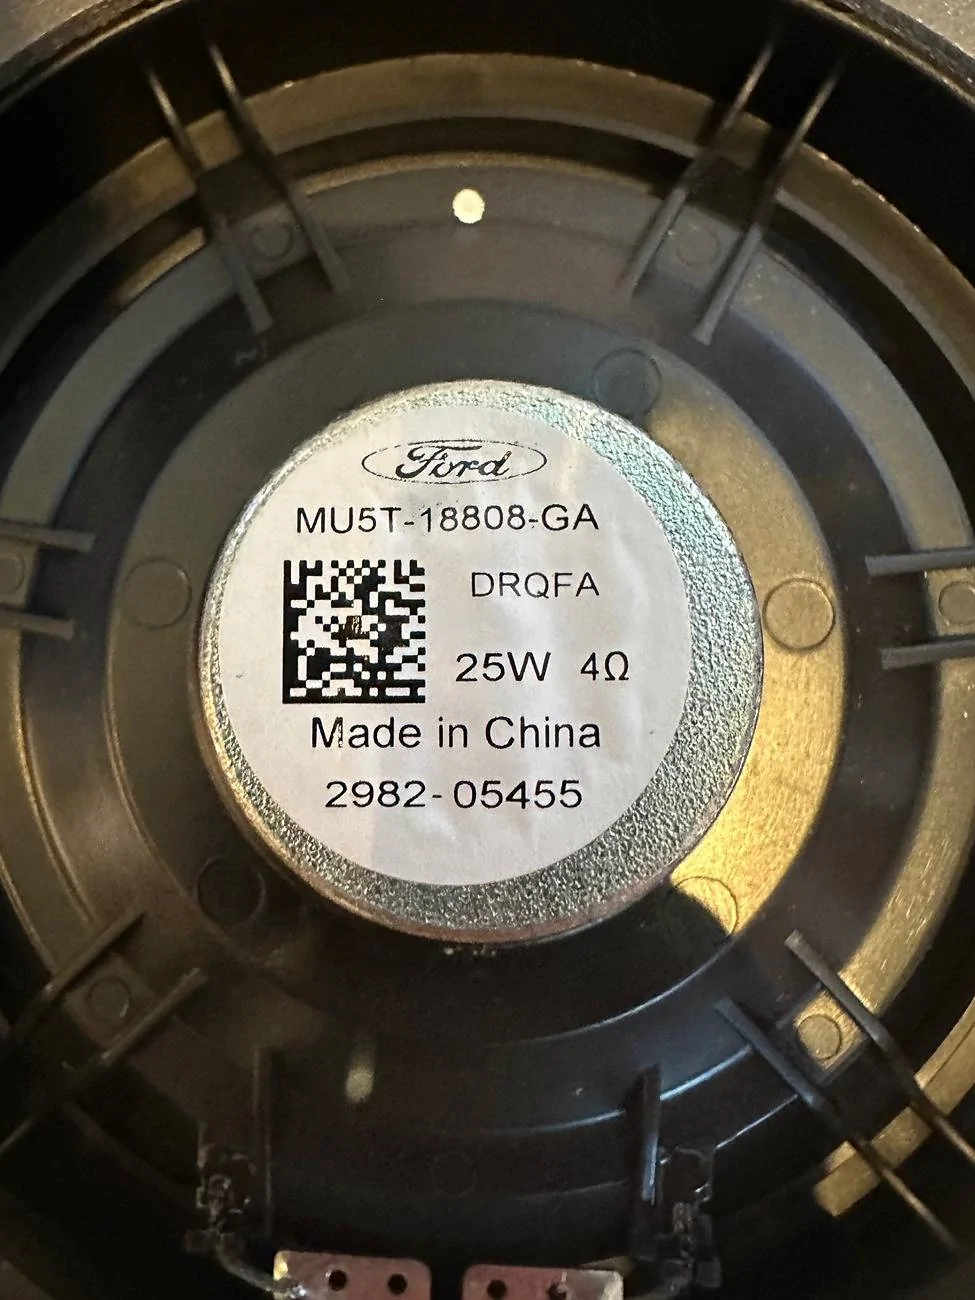 Ford
MU5T-18808-GA
DRQFA
25W 4Ω
Made in China
2982-05455